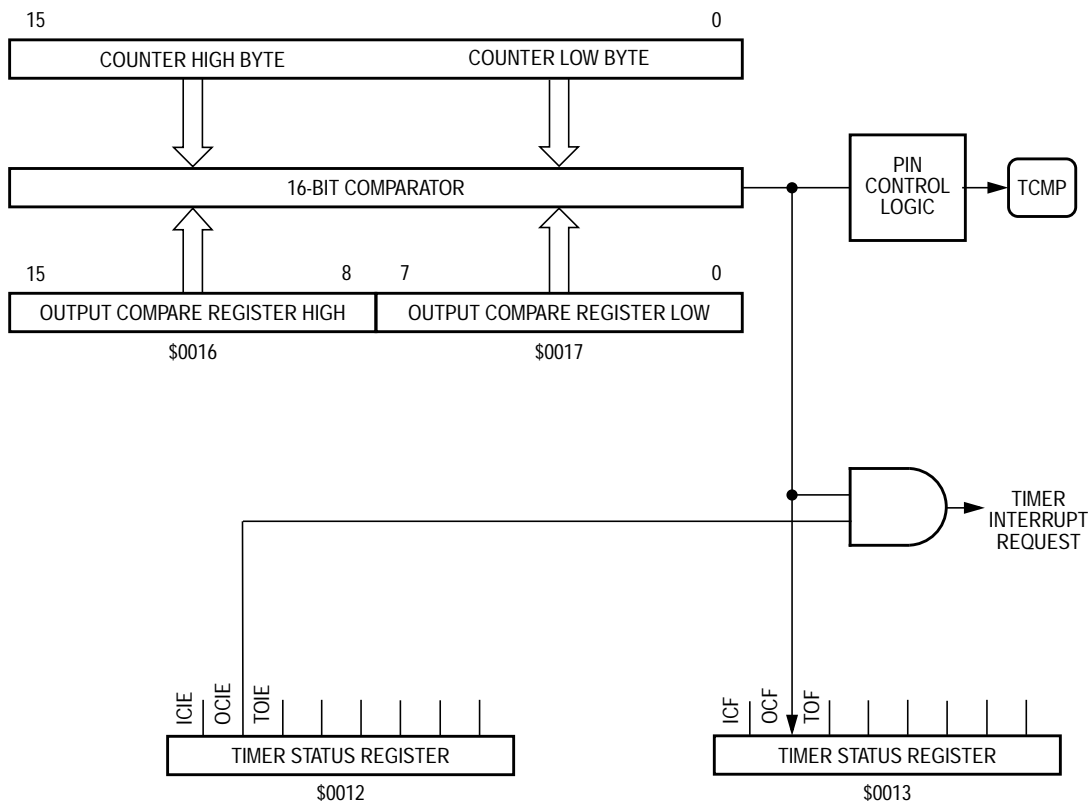 15 0
COUNTER HIGH BYTE COUNTER LOW BYTE
16-BIT COMPARATOR
PIN
CONTROL
LOGIC
TCMP
15 8 7 0
OUTPUT COMPARE REGISTER HIGH OUTPUT COMPARE REGISTER LOW
$0016 $0017
TIMER
INTERRUPT
REQUEST
ICIE
OCIE
TOIE
TIMER STATUS REGISTER
$0012
ICF
OCF
TOF
TIMER STATUS REGISTER
$0013